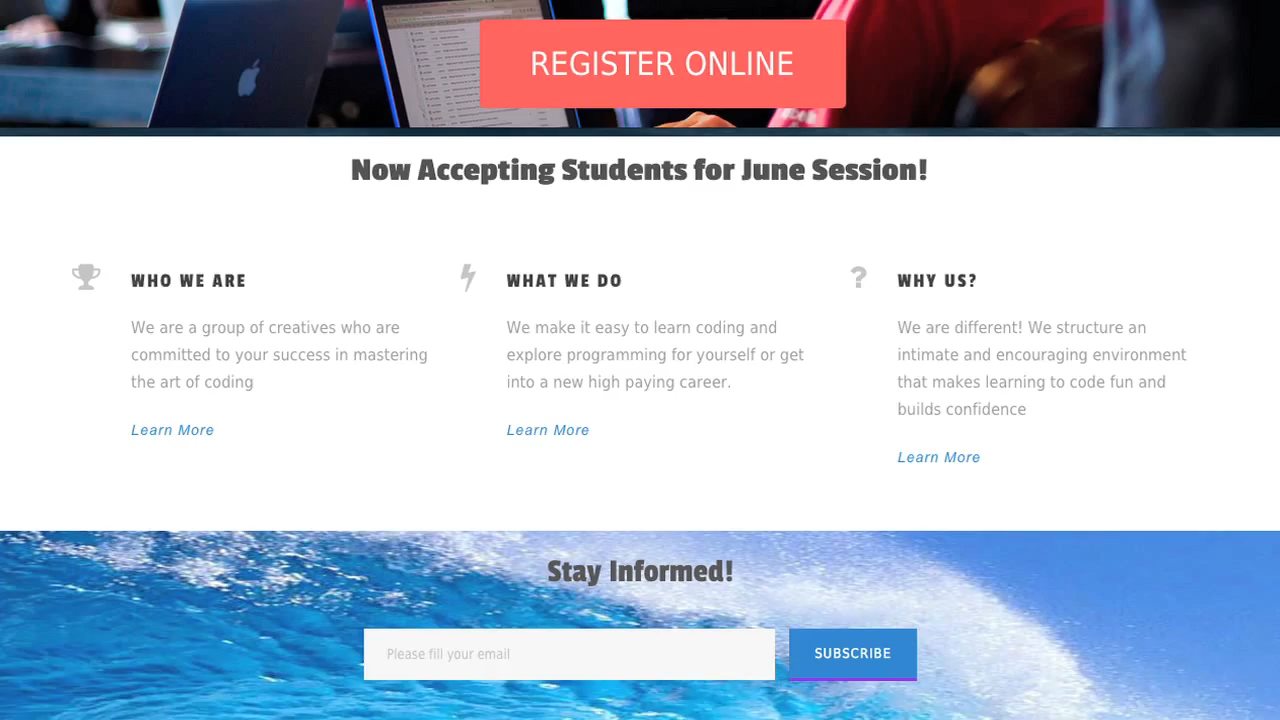 REGISTER ONLINE
Now Accepting Students for June Session!
WHO WE ARE
We are a group of creatives who are
committed to your success in mastering
the art of coding
Learn More
WHAT WE DO
We make it easy to learn coding and
explore programming for yourself or get
into a new high paying career.
Learn More
WHY US?
We are different! We structure an
intimate and encouraging environment
that makes learning to code fun and
builds confidence
Learn More
Stay Informed!
Please fill your email
SUBSCRIBE